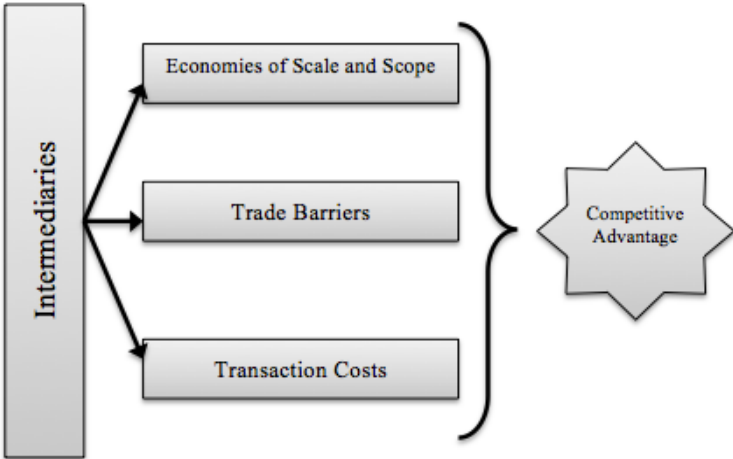 Intermediaries
Economies of Scale and Scope
Trade Barriers
Transaction Costs
Competitive
Advantage